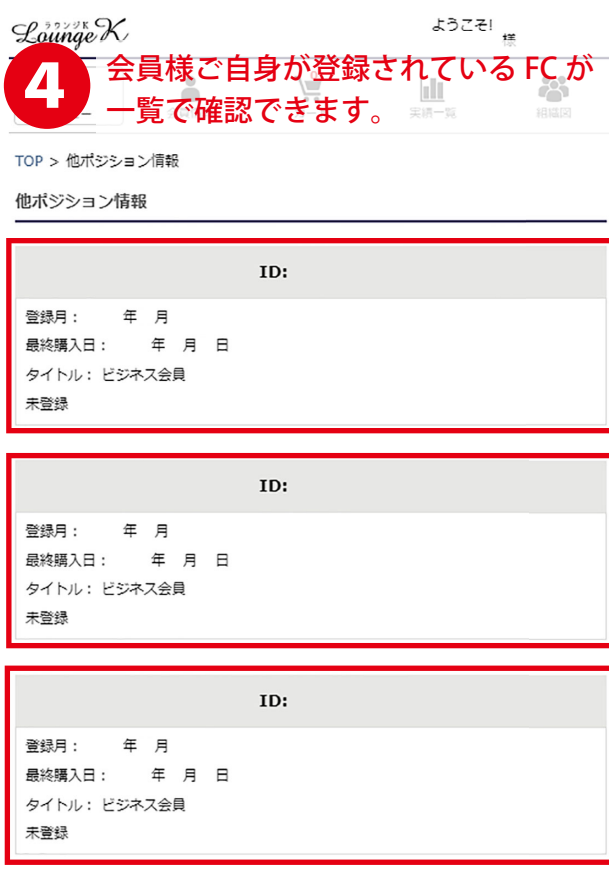 ラウンジK
Lounge K
ようこそ!
様
4
会員様ご自身が登録されている FC が
一覧で確認できます。
実績一覧
組織図
TOP > 他ポジション情報
他ポジション情報
ID:
登録月： 年 月
最終購入日： 年 月 日
タイトル： ビジネス会員
未登録
ID:
登録月： 年 月
最終購入日： 年 月 日
タイトル： ビジネス会員
未登録
ID:
登録月： 年 月
最終購入日： 年 月 日
タイトル： ビジネス会員
未登録